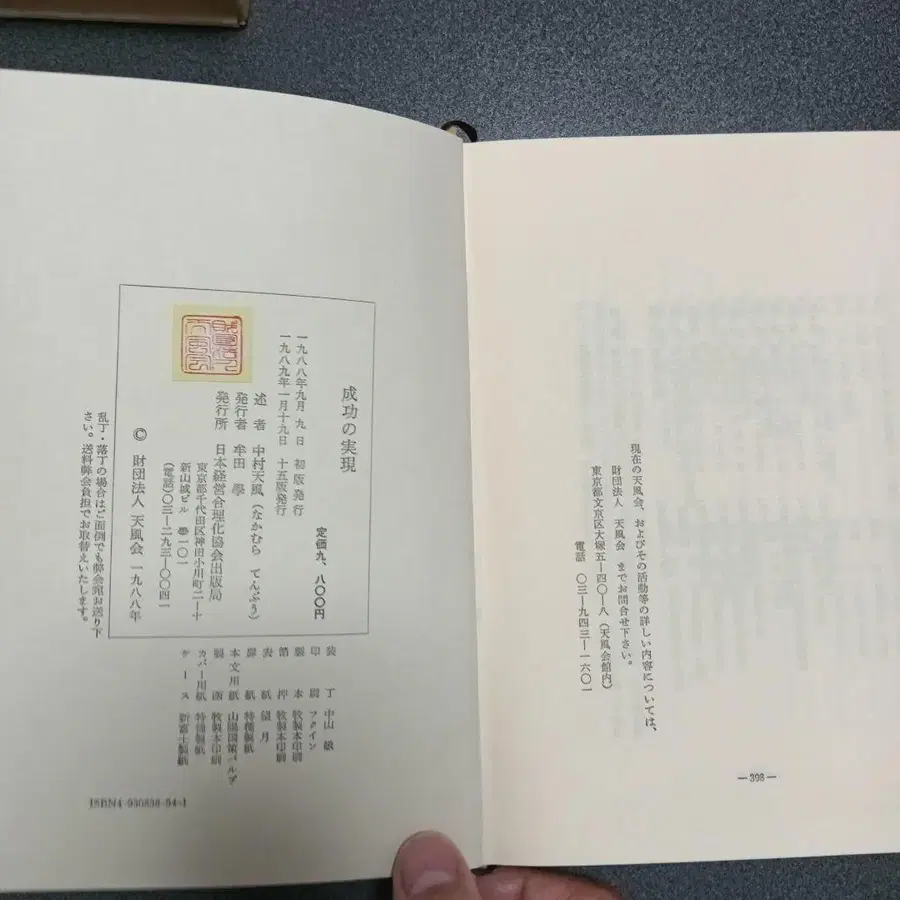 現在の天風会、およびその活動等の詳しい内容については、
財団法人 天風会 までお問合せ下さい。
東京都文京区大塚五ー四〇ー八(天風会館内)
電話 〇三ー九四三ー一六〇一
ー398ー
成功の実現
定価九、八〇〇円
一九八八年九月 九 日 初版発行
一九八九年一月十九日 十五版発行
述 者 中村天風(なかむら てんぷう)
発行者 牟田 學
発行所 日本経営合理化協会出版局
東京都千代田区神田小川町二ー十
新山城ビル 〒一〇一
(電話)〇三ー二九三ー〇〇四一
© 財団法人 天風会 一九八八年
乱丁・落丁の場合はご面倒でも弊会宛お送り下
さい。送料弊会負担でお取替えいたします。
装丁 中山
印刷 フクイン
製本 牧製本印刷
箔押 牧製本印刷
表紙 望月
扉紙 特種製紙
本文用紙 山陽国策パルプ
製函 牧製本印刷
カバー用紙 特種製紙
ケース 新富士製紙
ISBN4-930838-94-1